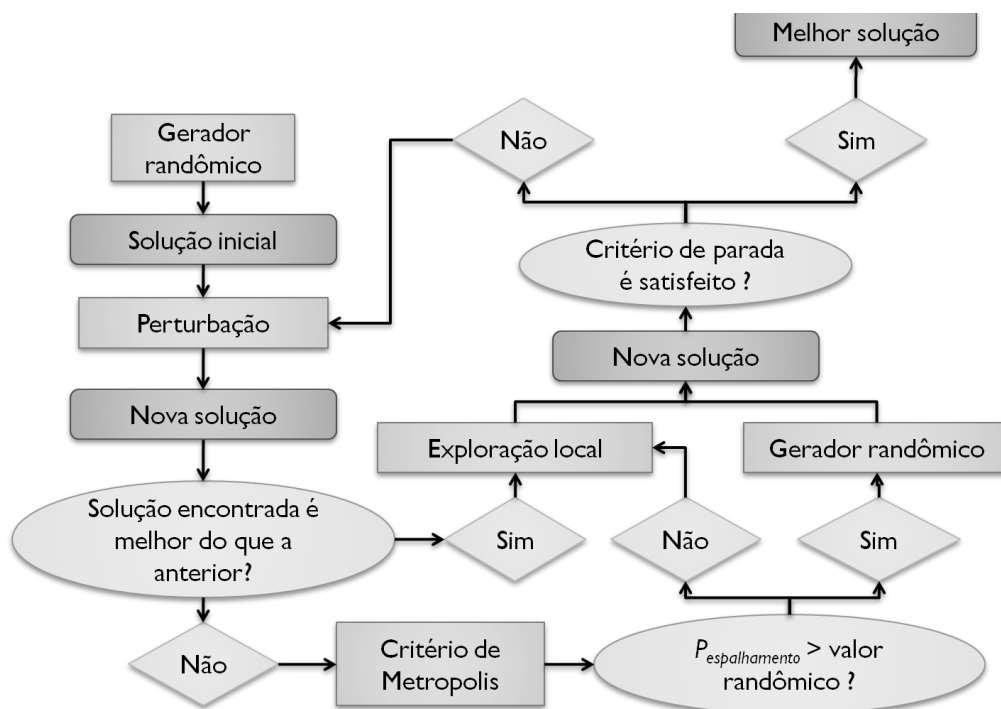 Melhor solução
Gerador
randômico
Não
Sim
Solução inicial
Critério de parada
é satisfeito ?
Perturbação
Nova solução
Nova solução
Exploração local
Gerador randômico
Solução encontrada é
melhor do que a
anterior?
Sim
Não
Sim
Não
Critério de
Metropolis
Pespalhamento > valor
randômico ?